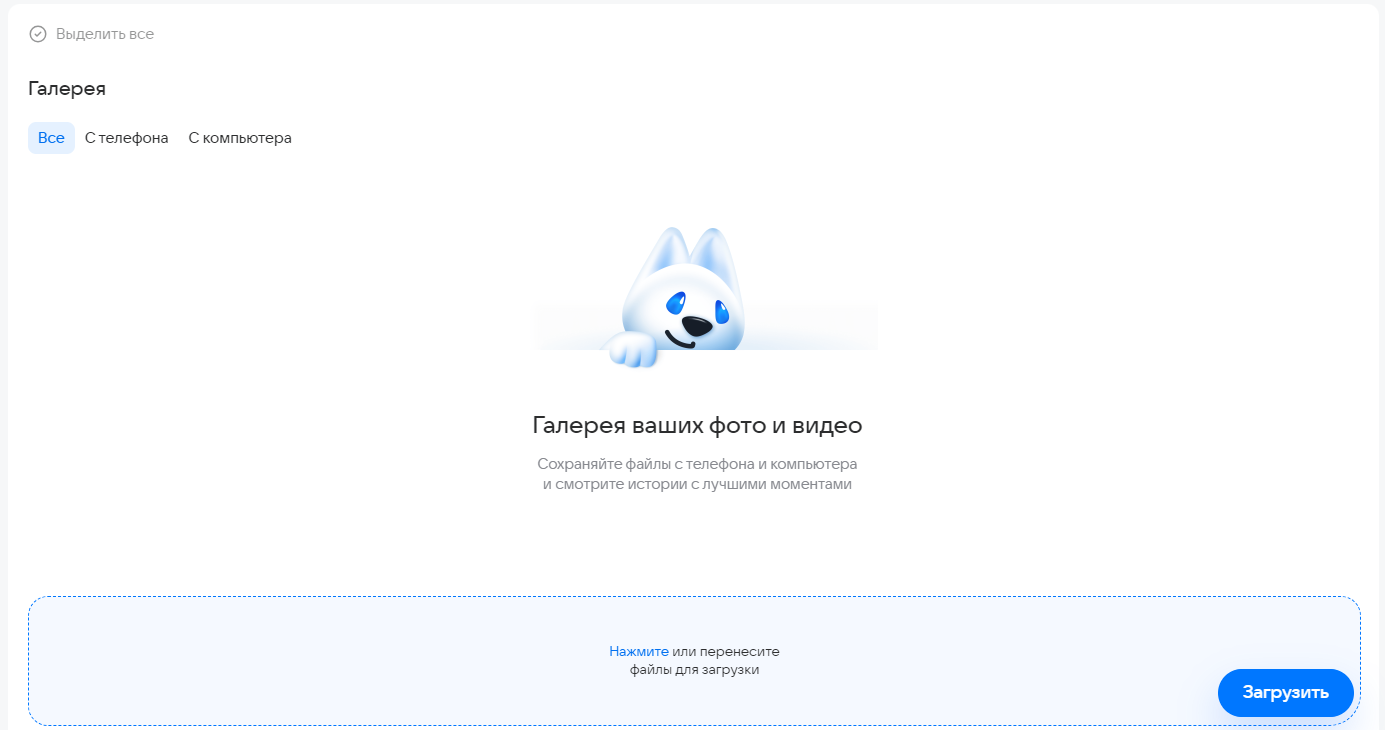 Выделить все
Галерея
Все С телефона С компьютера
Галерея ваших фото и видео
Сохраняйте файлы с телефона и компьютера
и смотрите истории с лучшими моментами
Нажмите или перенесите
файлы для загрузки
Загрузить